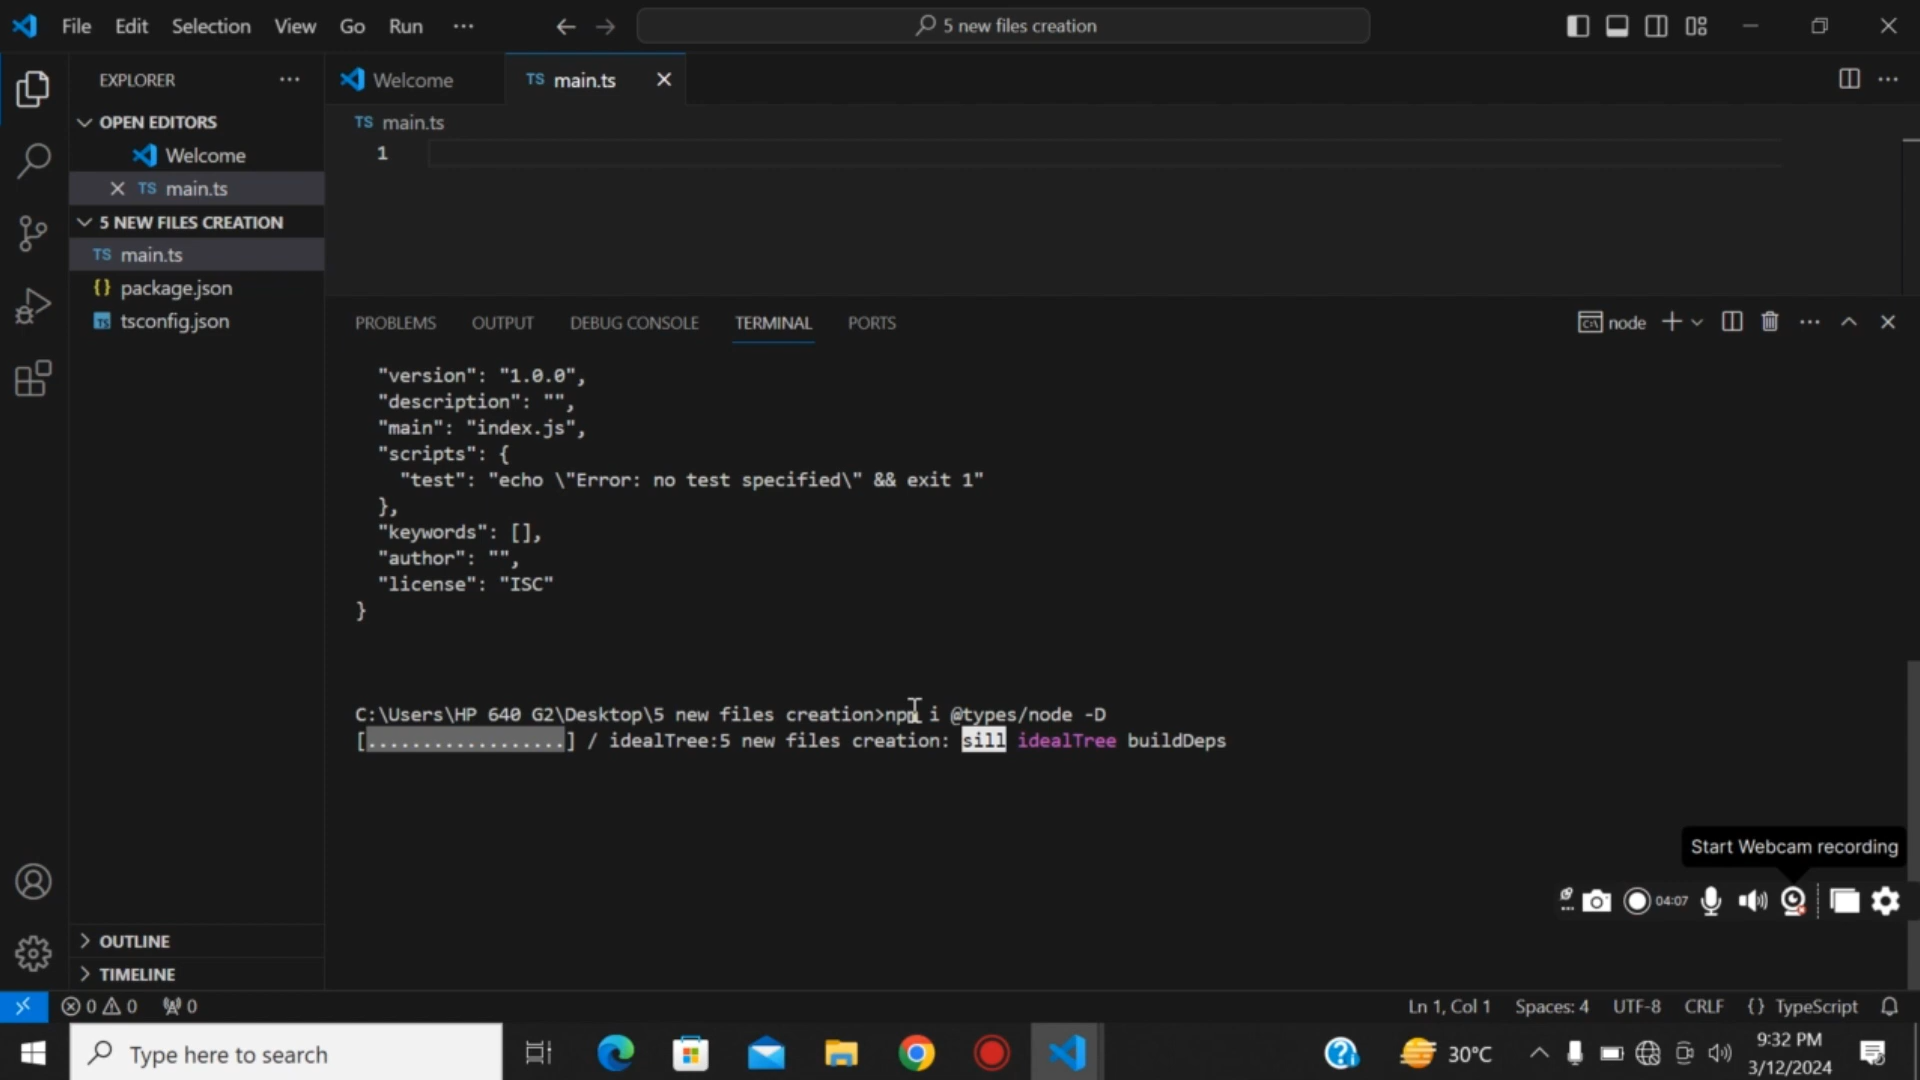 File Edit Selection View Go Run ··· 5 new files creation
EXPLORER
Welcome
TS main.ts
OPEN EDITORS
Welcome
TS main.ts
5 NEW FILES CREATION
TS main.ts
{} package.json
TS tsconfig.json
OUTLINE
TIMELINE
TS main.ts
1
PROBLEMS OUTPUT DEBUG CONSOLE TERMINAL PORTS
node
"version": "1.0.0",
"description": "",
"main": "index.js",
"scripts": {
"test": "echo \"Error: no test specified\" && exit 1"
},
"keywords": [],
"author": "",
"license": "ISC"
}
C:\Users\HP 640 G2\Desktop\5 new files creation>npm i @types/node -D
[..................] / idealTree:5 new files creation: sill idealTree buildDeps
Start Webcam recording
04:07
0 0 0
Ln 1, Col 1 Spaces: 4 UTF-8 CRLF {} TypeScript
Type here to search
30°C
9:32 PM
3/12/2024